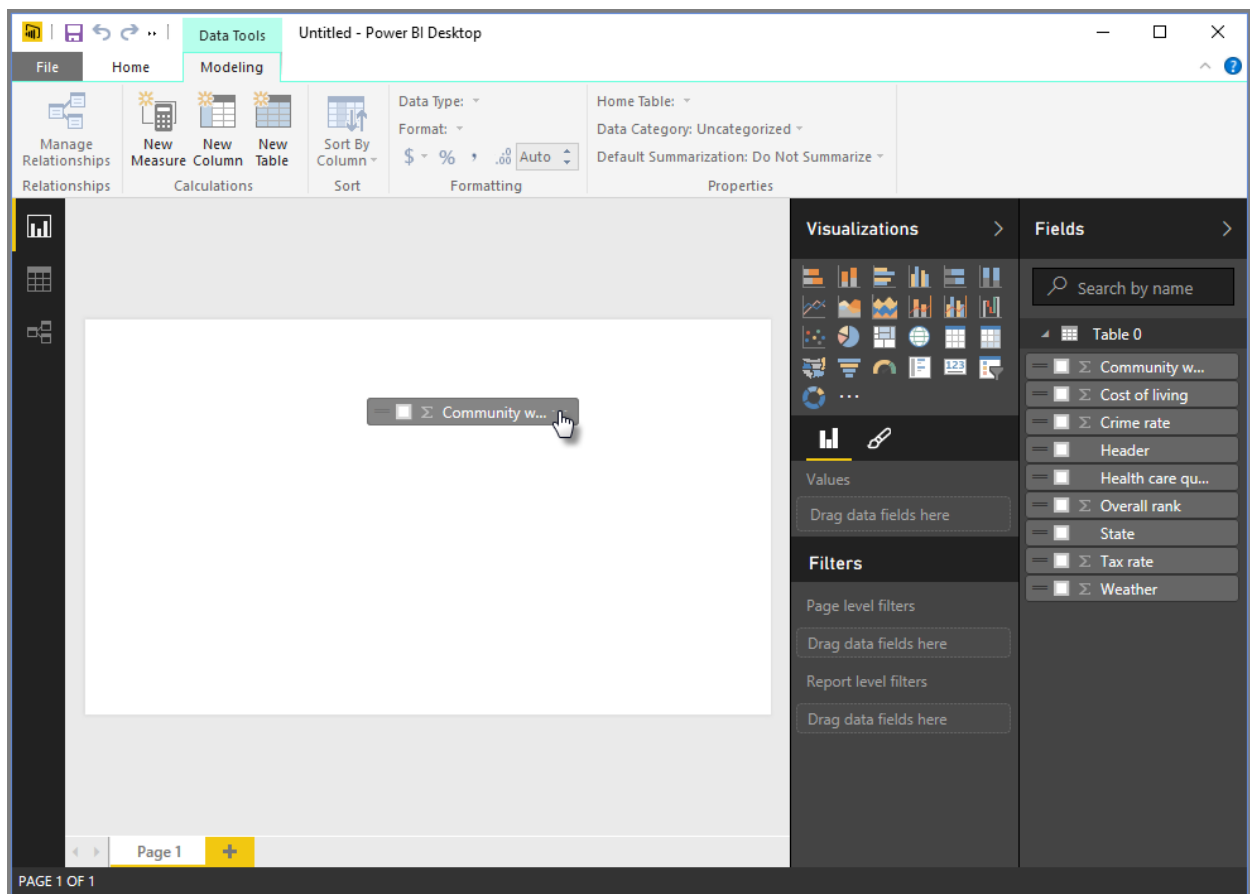 Data Tools
Untitled - Power BI Desktop
File
Home
Modeling
Manage
Relationships
New
Measure
New
Column
New
Table
Sort By
Column
Data Type:
Format:
$ % , .00 Auto
Home Table:
Data Category: Uncategorized
Default Summarization: Do Not Summarize
Relationships
Calculations
Sort
Formatting
Properties
Σ Community w...
Visualizations
123
...
Values
Drag data fields here
Filters
Page level filters
Drag data fields here
Report level filters
Drag data fields here
Fields
Search by name
Table 0
Σ Community w...
Σ Cost of living
Σ Crime rate
Header
Health care qu...
Σ Overall rank
State
Σ Tax rate
Σ Weather
Page 1
+
PAGE 1 OF 1